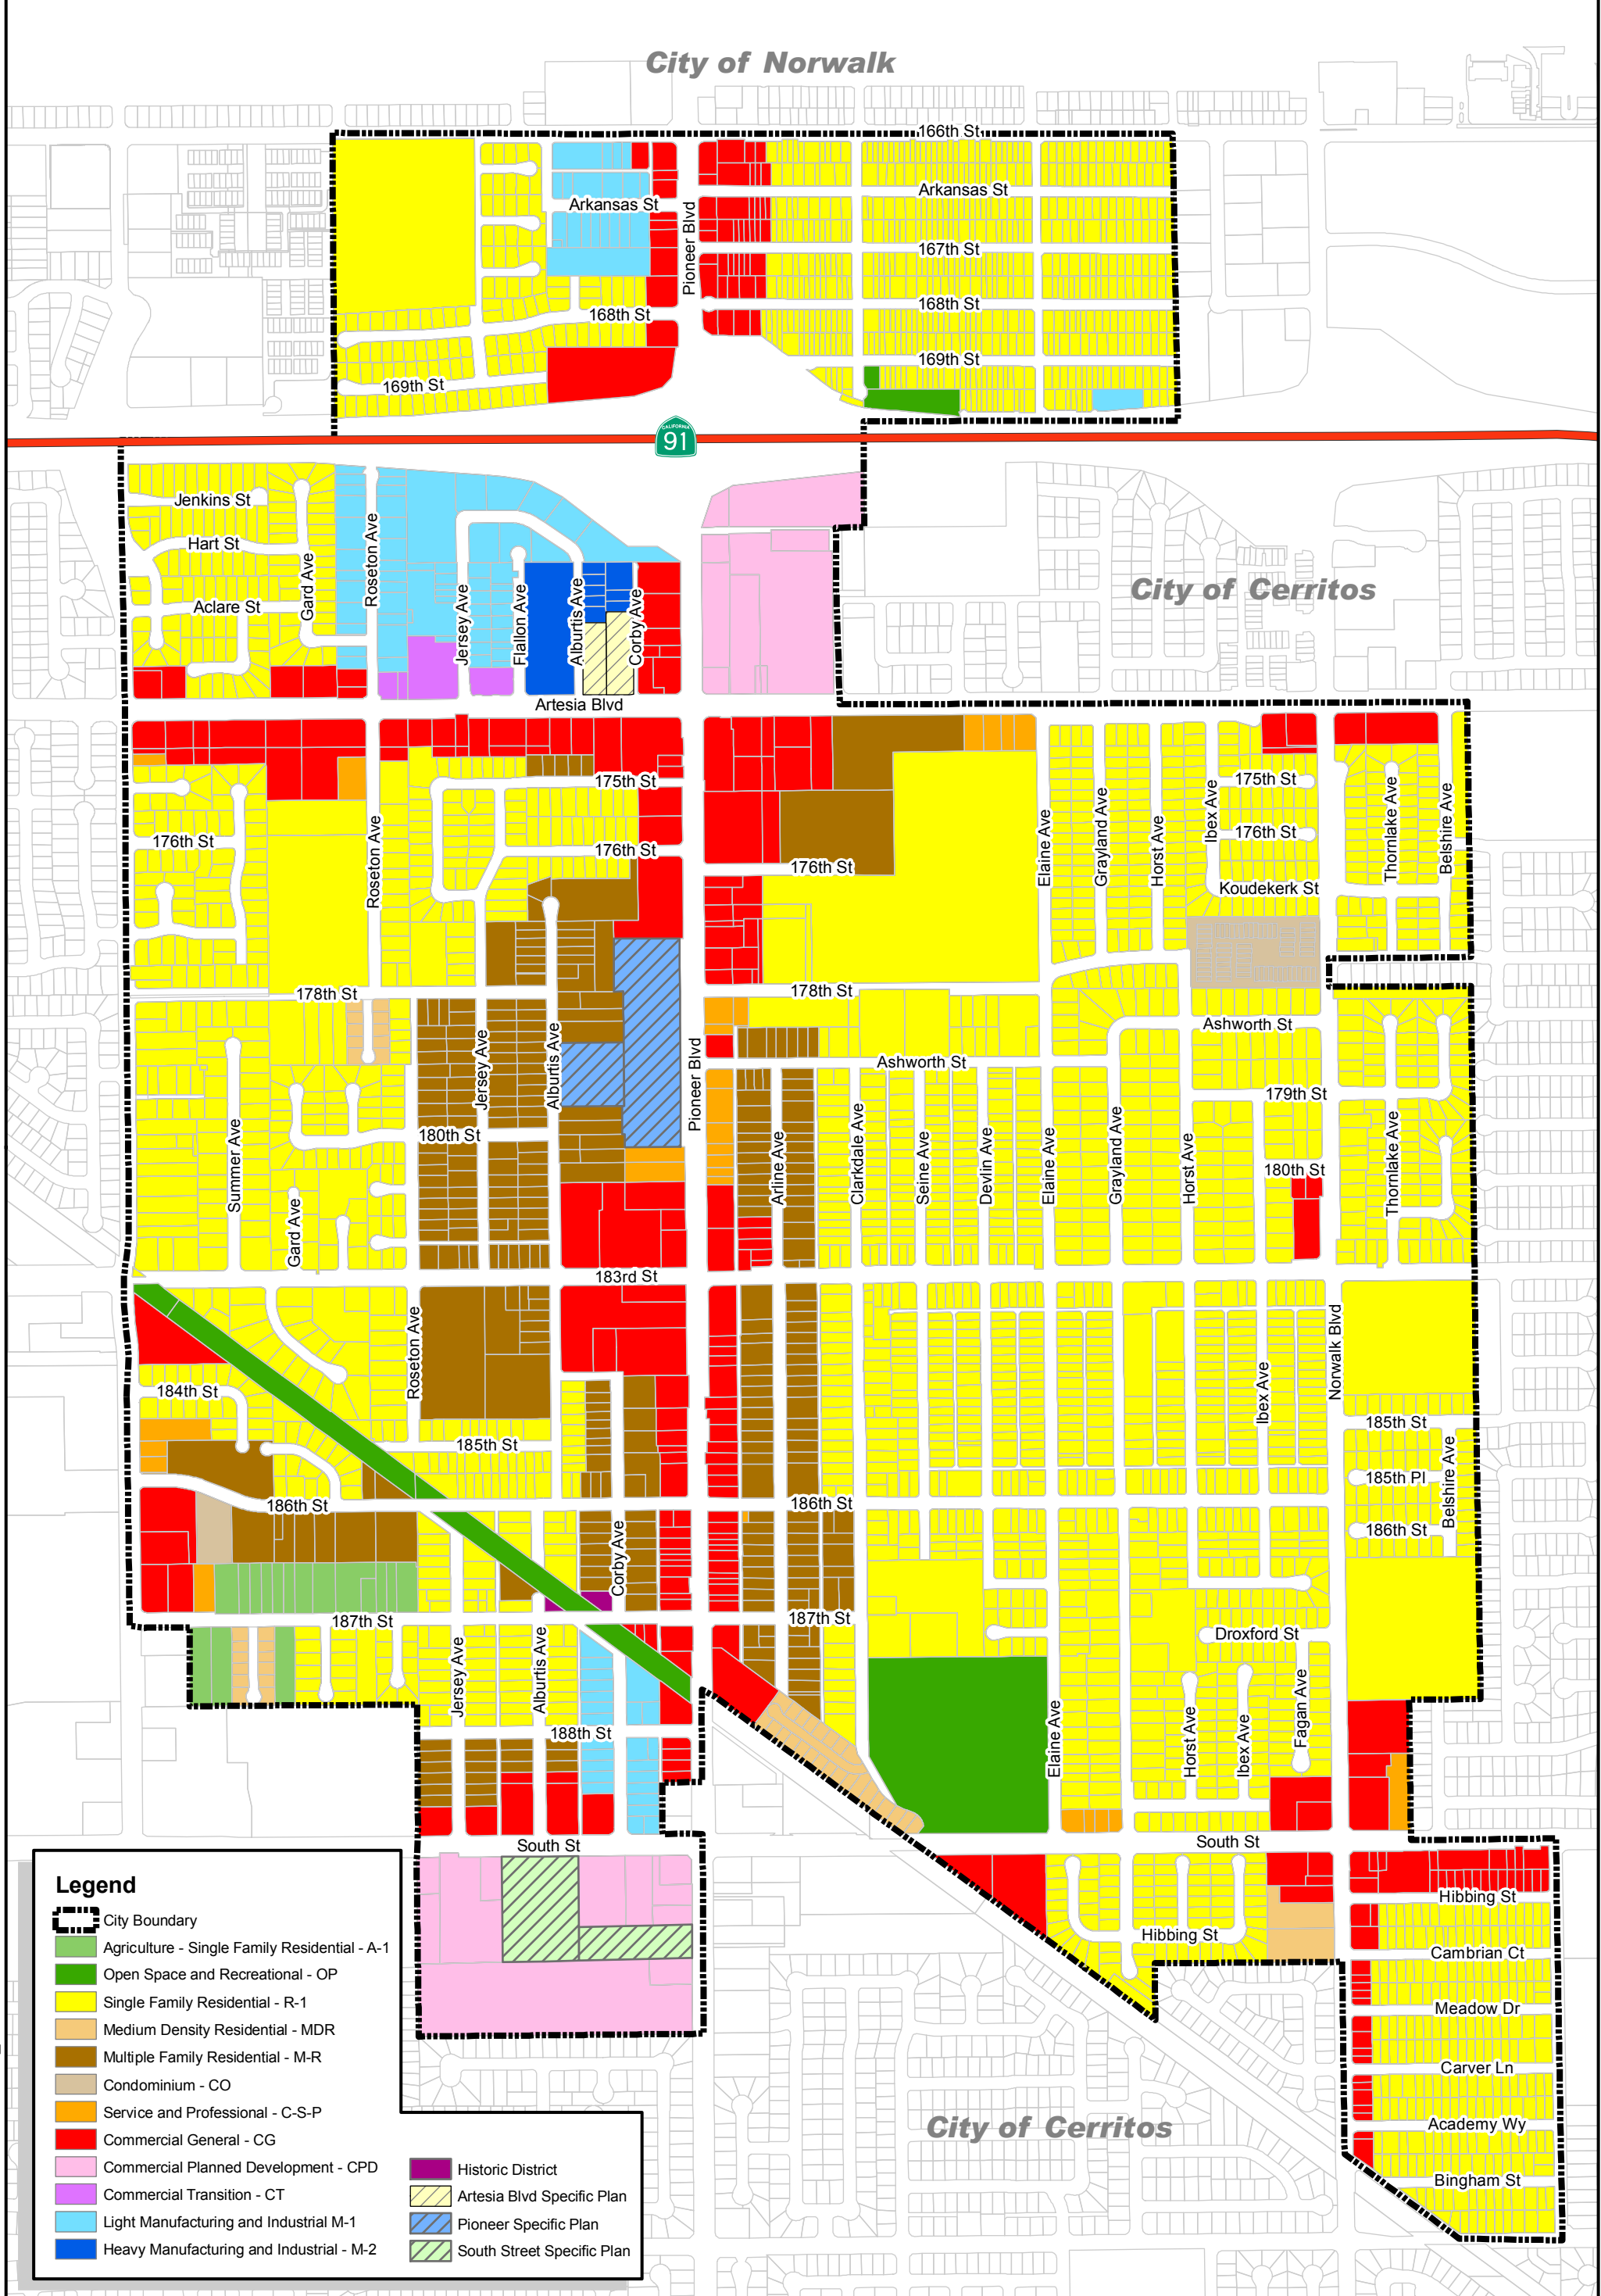 City of Norwalk
166th St
Arkansas St
Arkansas St
Pioneer Blvd
167th St
168th St
168th St
169th St
169th St
CALIFORNIA
91
Jenkins St
Hart St
Gard Ave
Roseton Ave
Aclare St
Jersey Ave
Flallon Ave
Alburtis Ave
Corby Ave
City of Cerritos
Artesia Blvd
175th St
175th St
176th St
176th St
176th St
176th St
Roseton Ave
Elaine Ave
Grayland Ave
Horst Ave
Ibex Ave
Thornlake Ave
Belshire Ave
Koudekerk St
178th St
178th St
Ashworth St
Ashworth St
Jersey Ave
Alburtis Ave
Pioneer Blvd
179th St
180th St
180th St
Summer Ave
Gard Ave
Arline Ave
Clarkdale Ave
Seine Ave
Devlin Ave
Elaine Ave
Grayland Ave
Horst Ave
Thornlake Ave
183rd St
Roseton Ave
184th St
Ibex Ave
Norwalk Blvd
185th St
185th St
185th Pl
Belshire Ave
186th St
186th St
186th St
Corby Ave
187th St
187th St
Droxford St
Jersey Ave
Alburtis Ave
188th St
Elaine Ave
Horst Ave
Ibex Ave
Fagan Ave
South St
South St
Hibbing St
Hibbing St
Cambrian Ct
Meadow Dr
Carver Ln
Academy Wy
Bingham St
City of Cerritos
Legend
City Boundary
Agriculture - Single Family Residential - A-1
Open Space and Recreational - OP
Single Family Residential - R-1
Medium Density Residential - MDR
Multiple Family Residential - M-R
Condominium - CO
Service and Professional - C-S-P
Commercial General - CG
Commercial Planned Development - CPD
Commercial Transition - CT
Light Manufacturing and Industrial M-1
Heavy Manufacturing and Industrial - M-2
Historic District
Artesia Blvd Specific Plan
Pioneer Specific Plan
South Street Specific Plan